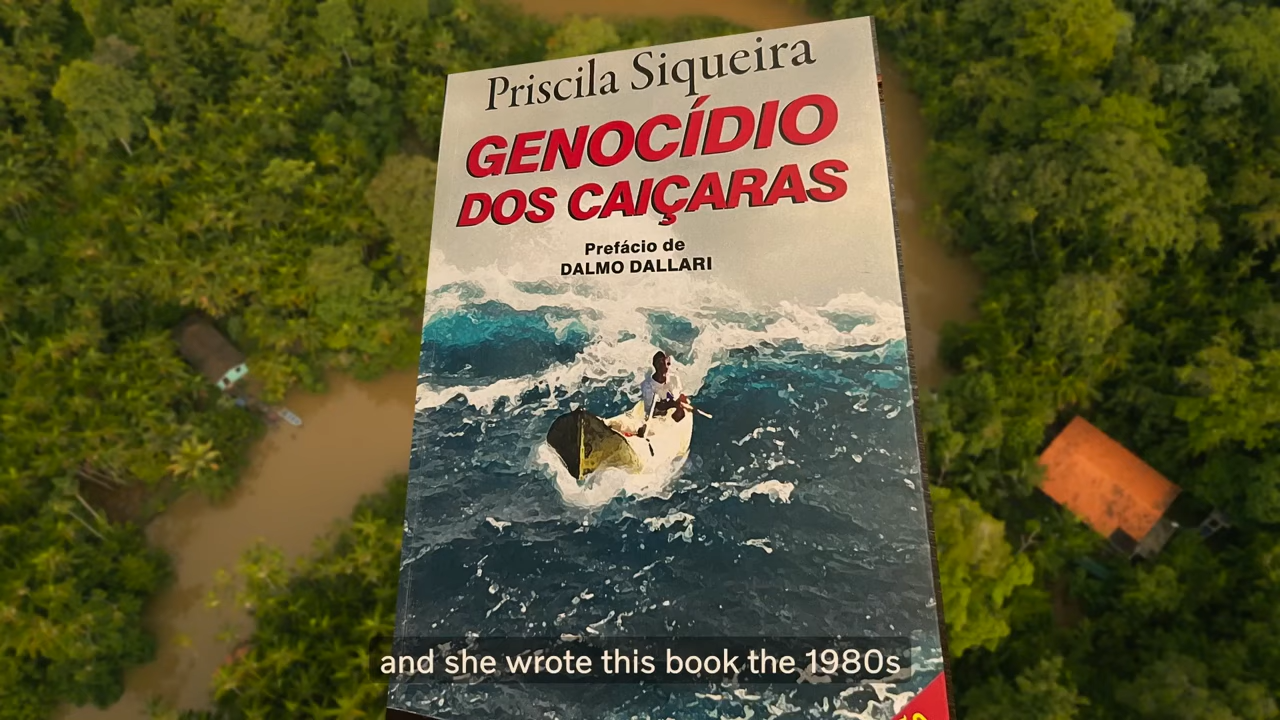 Priscila Siqueira
GENOCÍDIO
DOS CAIÇARAS
Prefácio de
DALMO DALLARI
and she wrote this book the 1980s